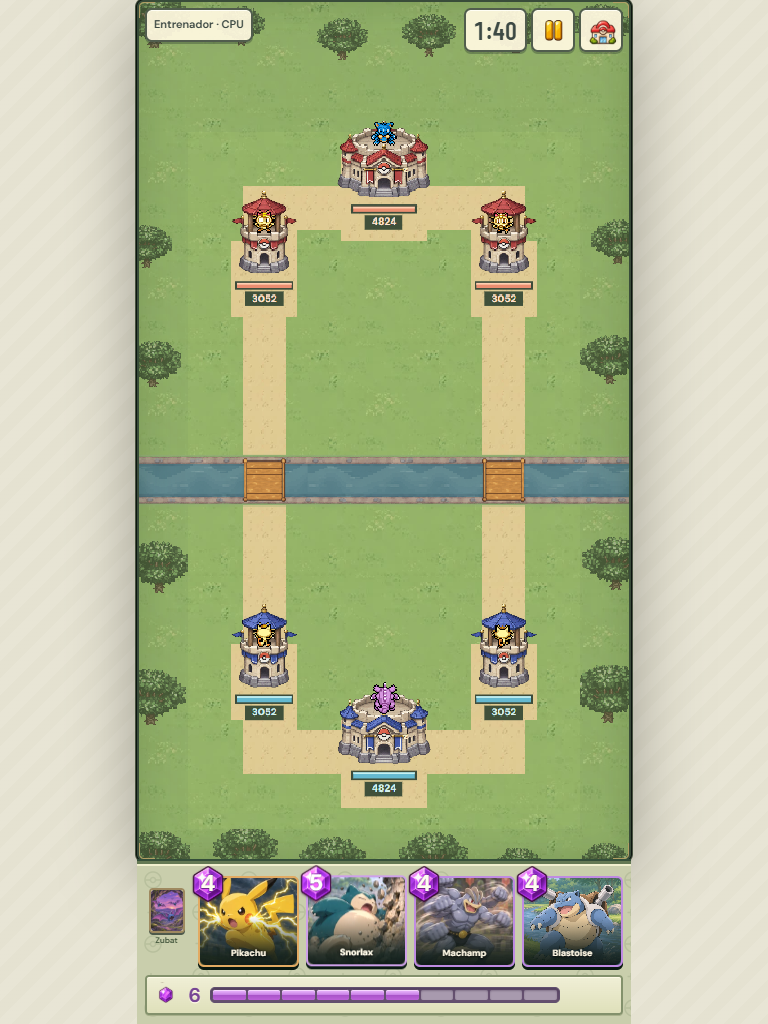 Entrenador · CPU
1:40
4824
3052
3052
3052
3052
4824
4
5
4
4
Zubat
Pikachu
Snorlax
Machamp
Blastoise
6